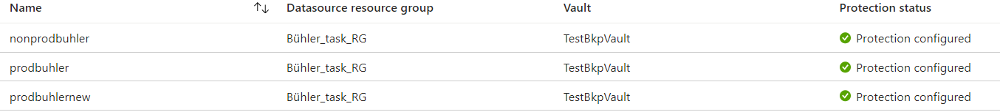 Name Datasource resource group Vault Protection status
nonprodbuhler Bühler_task_RG TestBkpVault Protection configured
prodbuhler Bühler_task_RG TestBkpVault Protection configured
prodbuhlernew Bühler_task_RG TestBkpVault Protection configured